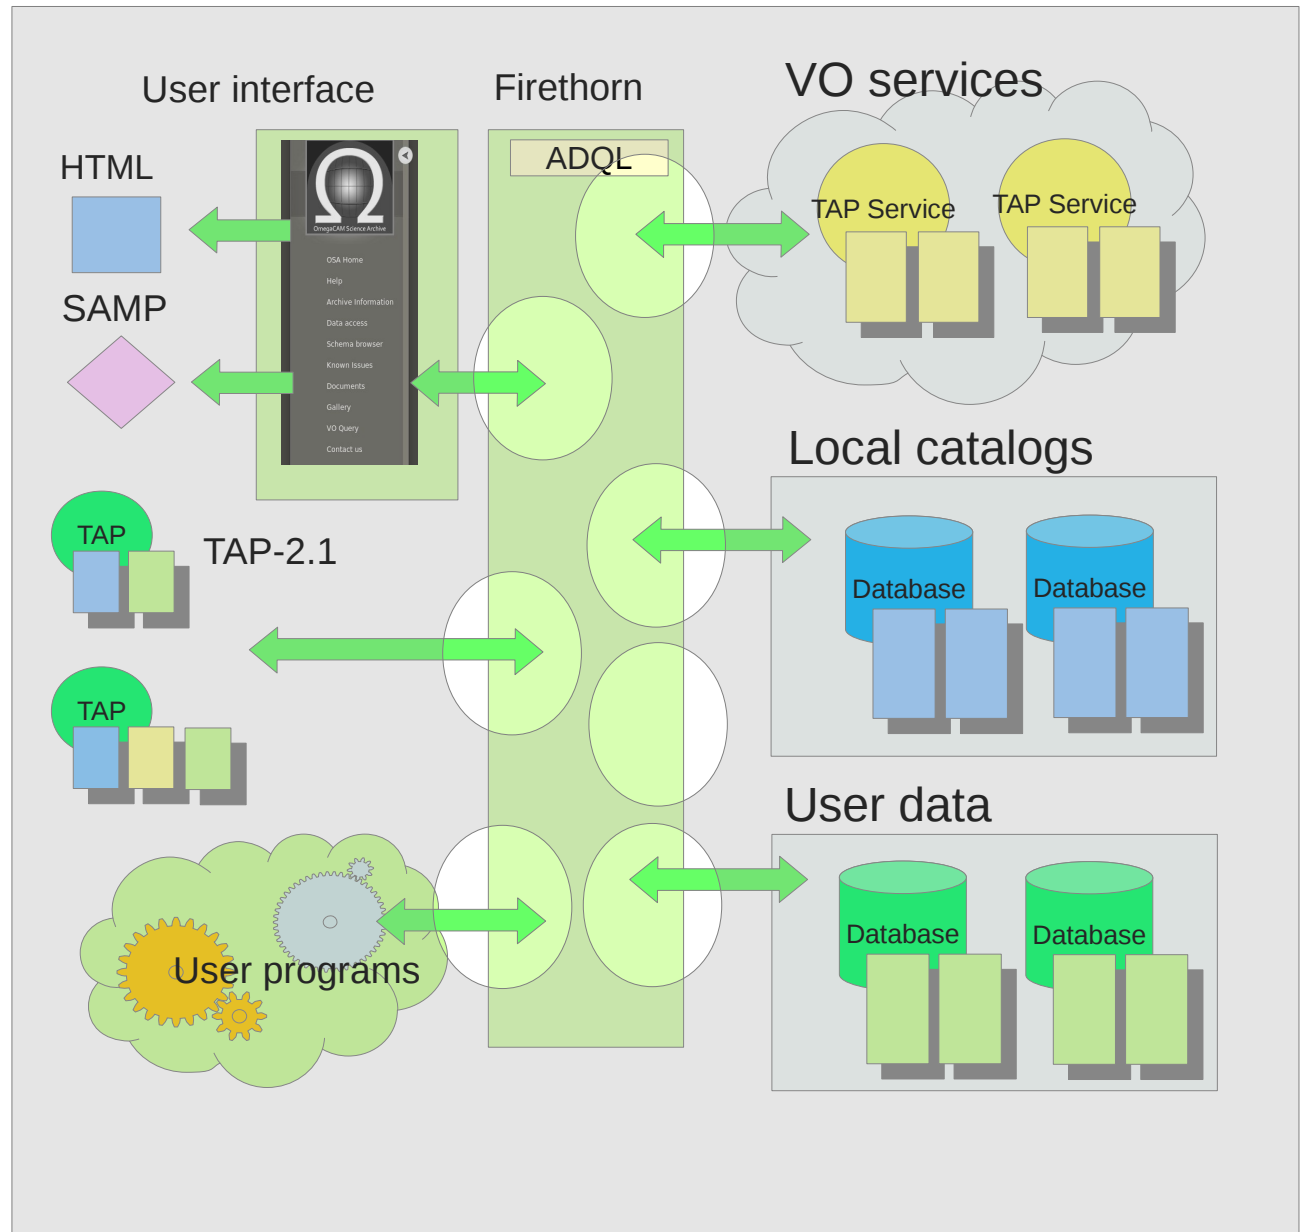 User interface
Firethorn
VO services
HTML
SAMP
OmegaCAM Science Archive
OSA Home
Help
Archive Information
Data access
Schema browser
Known Issues
Documents
Gallery
VO Query
Contact us
ADQL
TAP Service
TAP Service
Local catalogs
Database
Database
TAP
TAP-2.1
TAP
User data
Database
Database
User programs